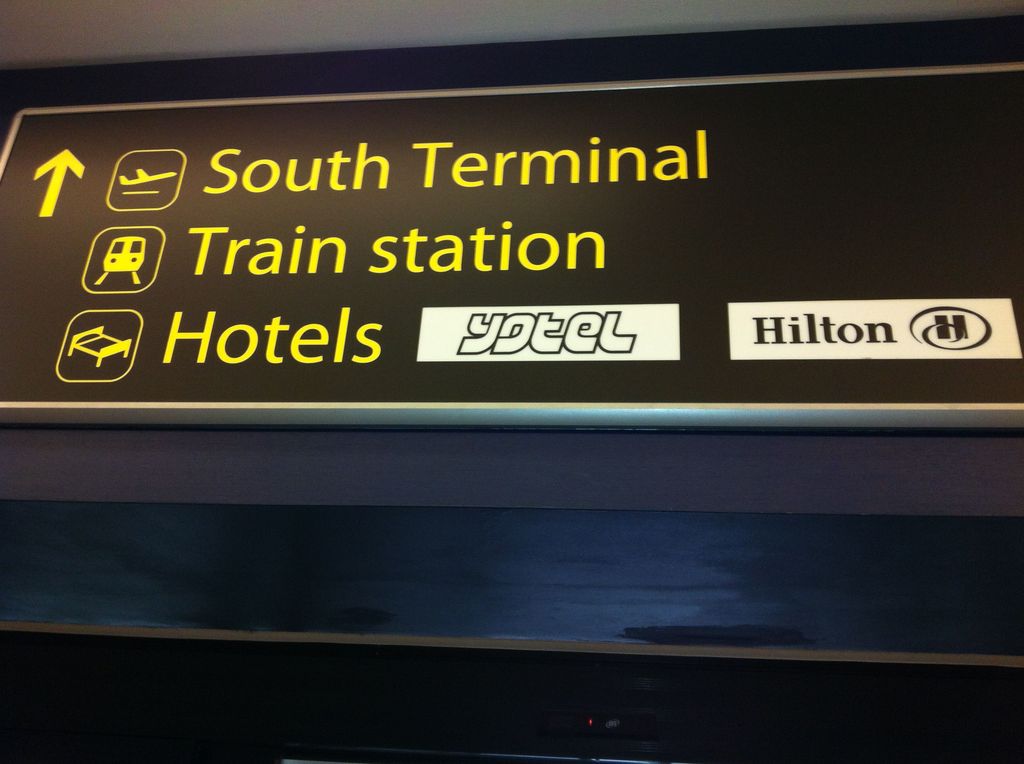 South Terminal
Train station
Hotels YOTEL Hilton